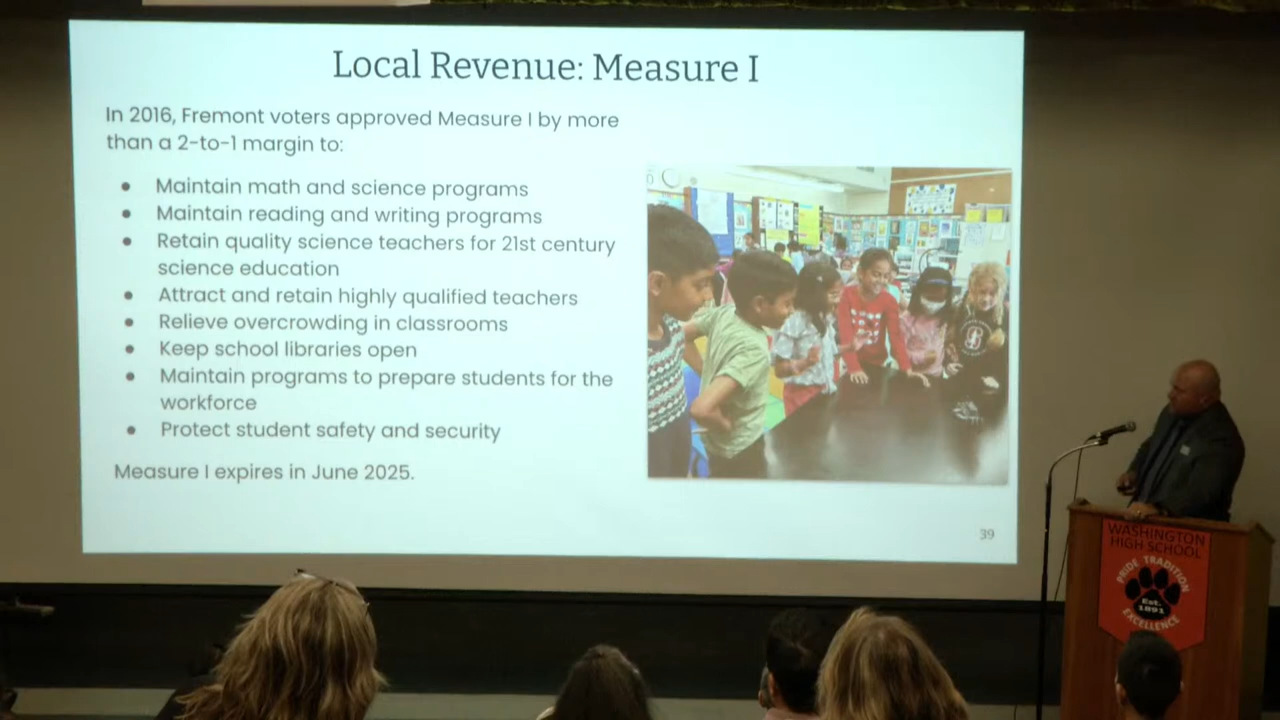 Local Revenue: Measure I
In 2016, Fremont voters approved Measure I by more
than a 2-to-1 margin to:
● Maintain math and science programs
● Maintain reading and writing programs
● Retain quality science teachers for 21st century
science education
● Attract and retain highly qualified teachers
● Relieve overcrowding in classrooms
● Keep school libraries open
● Maintain programs to prepare students for the
workforce
● Protect student safety and security
Measure I expires in June 2025.
39
WASHINGTON
HIGH SCHOOL
PRIDE TRADITION
Est.
1891
EXCELLENCE